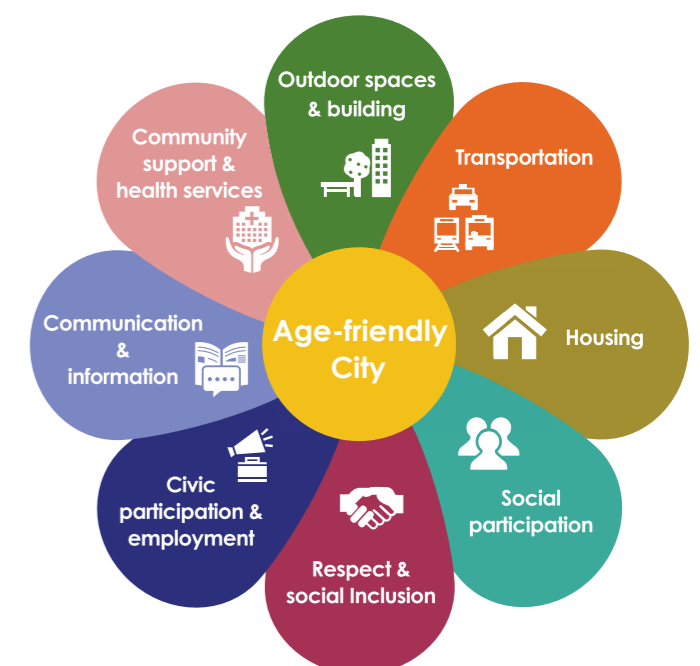 Outdoor spaces
& building
Transportation
Housing
Social
participation
Respect &
social Inclusion
Civic
participation &
employment
Communication
&
information
Community
support &
health services
Age-friendly
City